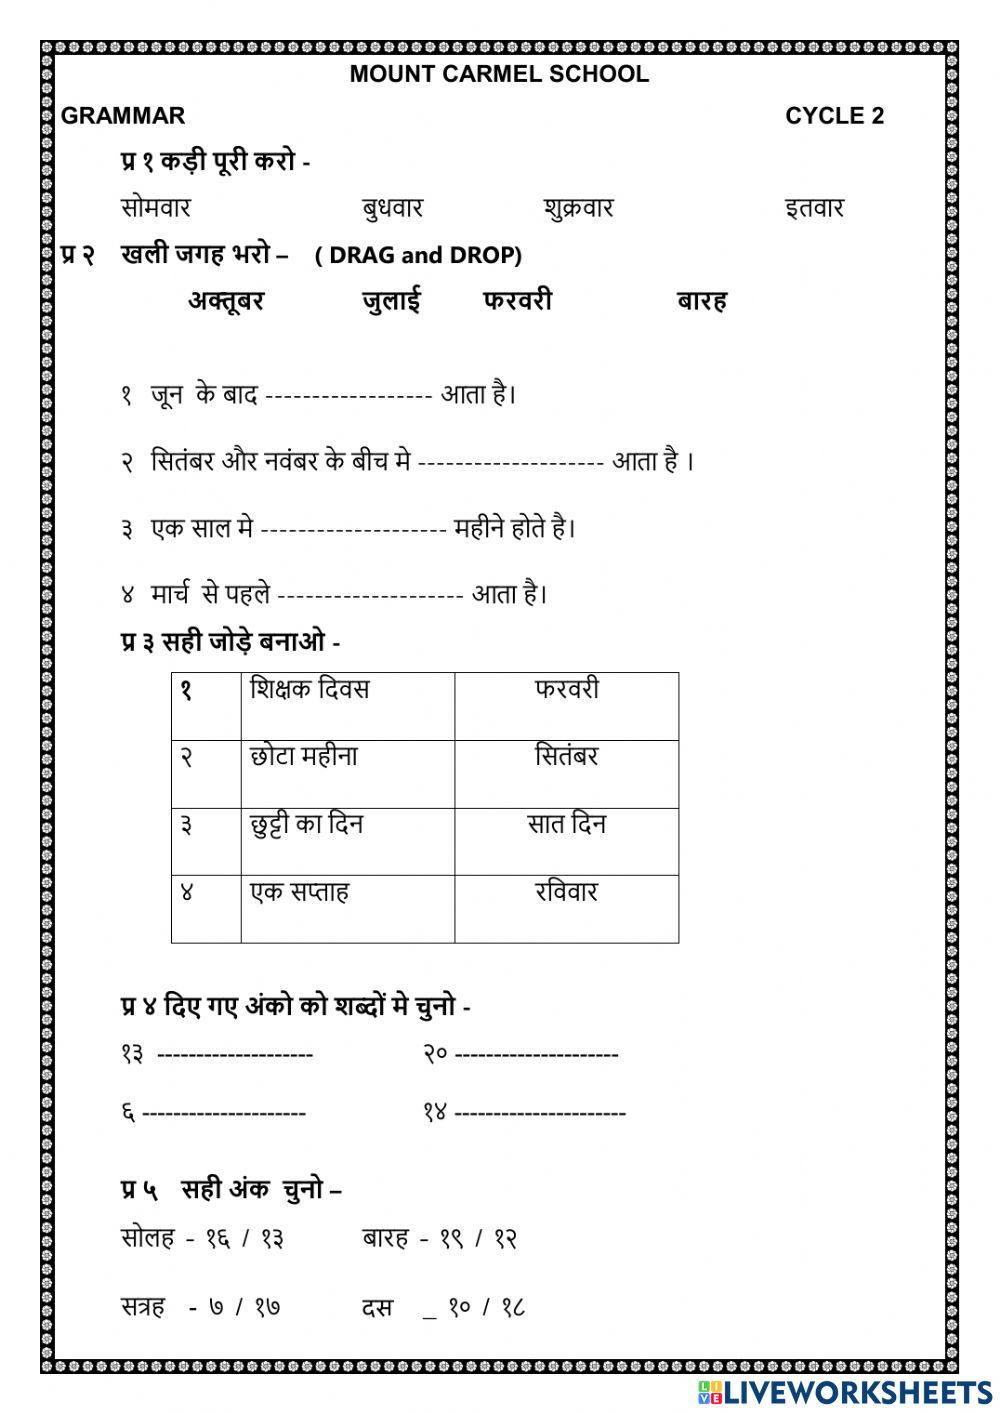 MOUNT CARMEL SCHOOL
GRAMMAR CYCLE 2
प्र १ कड़ी पूरी करो -
सोमवार बुधवार शुक्रवार इतवार
प्र २ खली जगह भरो – ( DRAG and DROP)
अक्तूबर जुलाई फरवरी बारह
१ जून के बाद ------------------ आता है।
२ सितंबर और नवंबर के बीच मे -------------------- आता है ।
३ एक साल मे -------------------- महीने होते है।
४ मार्च से पहले -------------------- आता है।
प्र ३ सही जोड़े बनाओ -
१ शिक्षक दिवस फरवरी
२ छोटा महीना सितंबर
३ छुट्टी का दिन सात दिन
४ एक सप्ताह रविवार
प्र ४ दिए गए अंको को शब्दों मे चुनो -
१३ -------------------- २० ---------------------
६ --------------------- १४ ----------------------
प्र ५ सही अंक चुनो –
सोलह - १६ / १३ बारह - १९ / १२
सत्रह - ७ / १७ दस _ १० / १८
LIVE LIVEWORKSHEETS